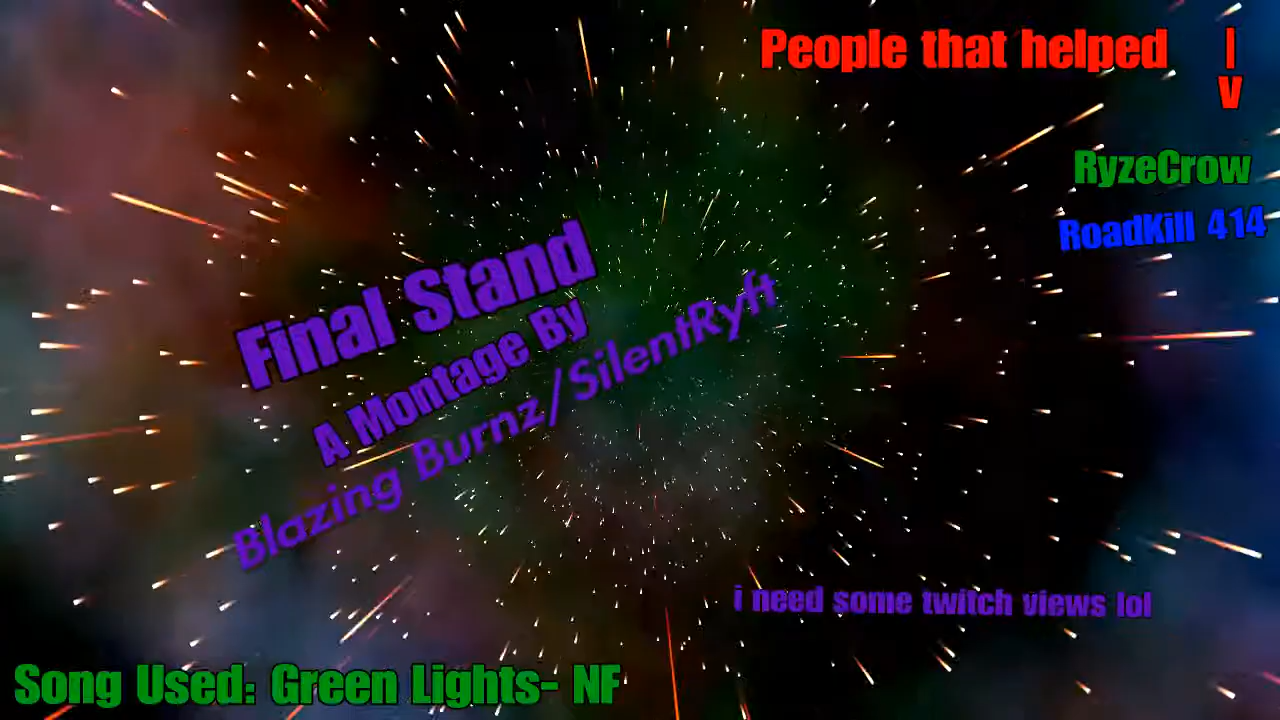 People that helped |
V
RyzeCrow
RoadKill 414
Final Stand
A Montage By
Blazing Burnz/SilentRyft
i need some twitch views lol
Song Used: Green Lights- NF